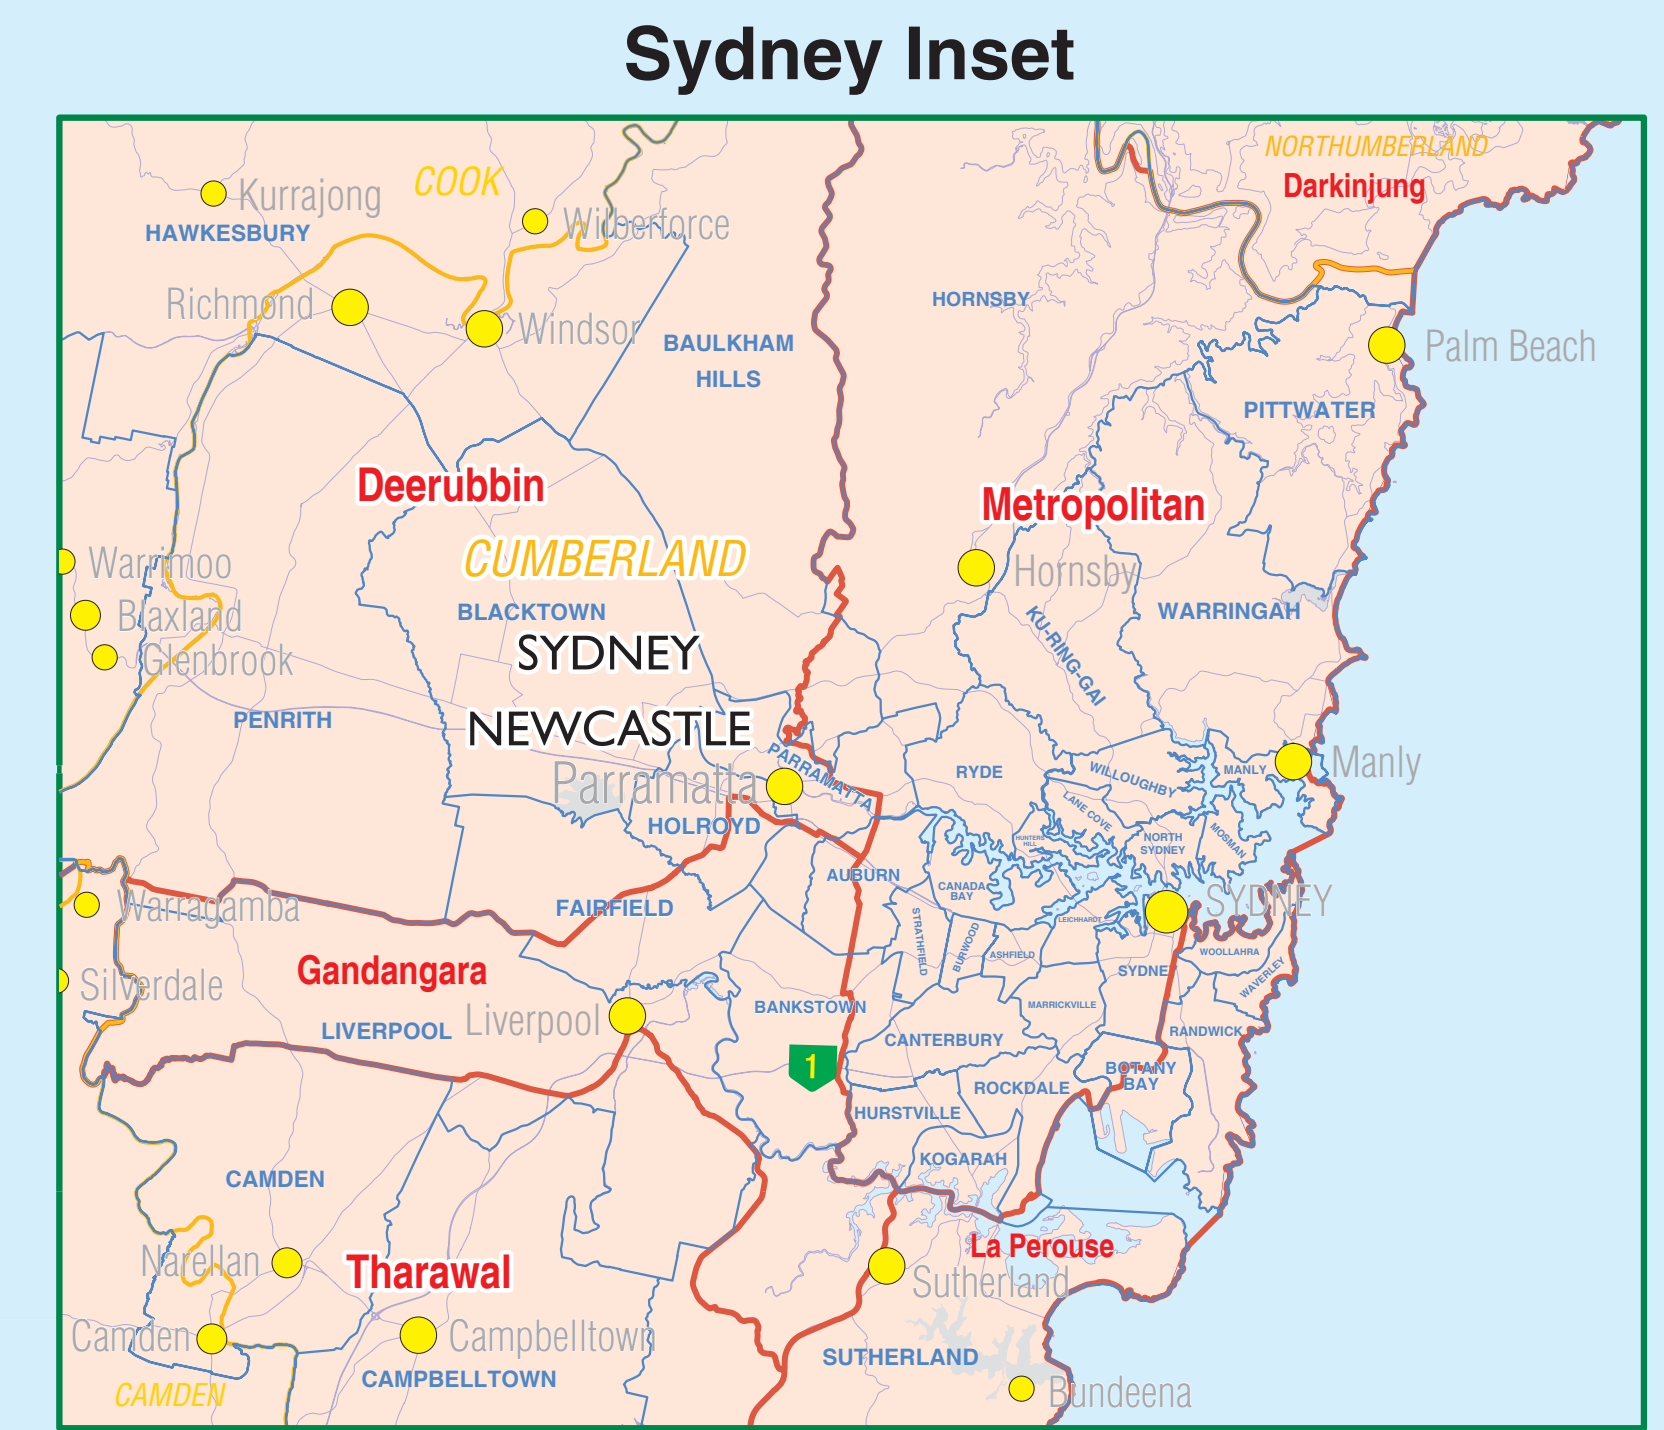 Sydney Inset
NORTHUMBERLAND
COOK
Darkinjung
Kurrajong
Wilberforce
HAWKESBURY
HORNSBY
Richmond
Windsor
BAULKHAM
HILLS
Palm Beach
PITTWATER
Deerubbin
Metropolitan
CUMBERLAND
Warrimoo
Hornsby
BLACKTOWN
WARRINGAH
Blaxland
KU-RING-GAI
SYDNEY
Glenbrook
PENRITH
NEWCASTLE
PARRAMATTA
Manly
RYDE
WILLOUGHBY
MANLY
Parramatta
LANE COVE
HOLROYD
HUNTERS
HILL
NORTH
SYDNEY
MOSMAN
AUBURN
CANADA
BAY
FAIRFIELD
Warragamba
SYDNEY
LEICHHARDT
STRATHFIELD
BURWOOD
ASHFIELD
WOOLLAHRA
Gandangara
SYDNEY
WAVERLEY
Silverdale
BANKSTOWN
MARRICKVILLE
LIVERPOOL
Liverpool
RANDWICK
CANTERBURY
1
BOTANY
BAY
ROCKDALE
HURSTVILLE
KOGARAH
CAMDEN
La Perouse
Narellan
Tharawal
Sutherland
Camden
Campbelltown
SUTHERLAND
CAMPBELLTOWN
CAMDEN
Bundeena